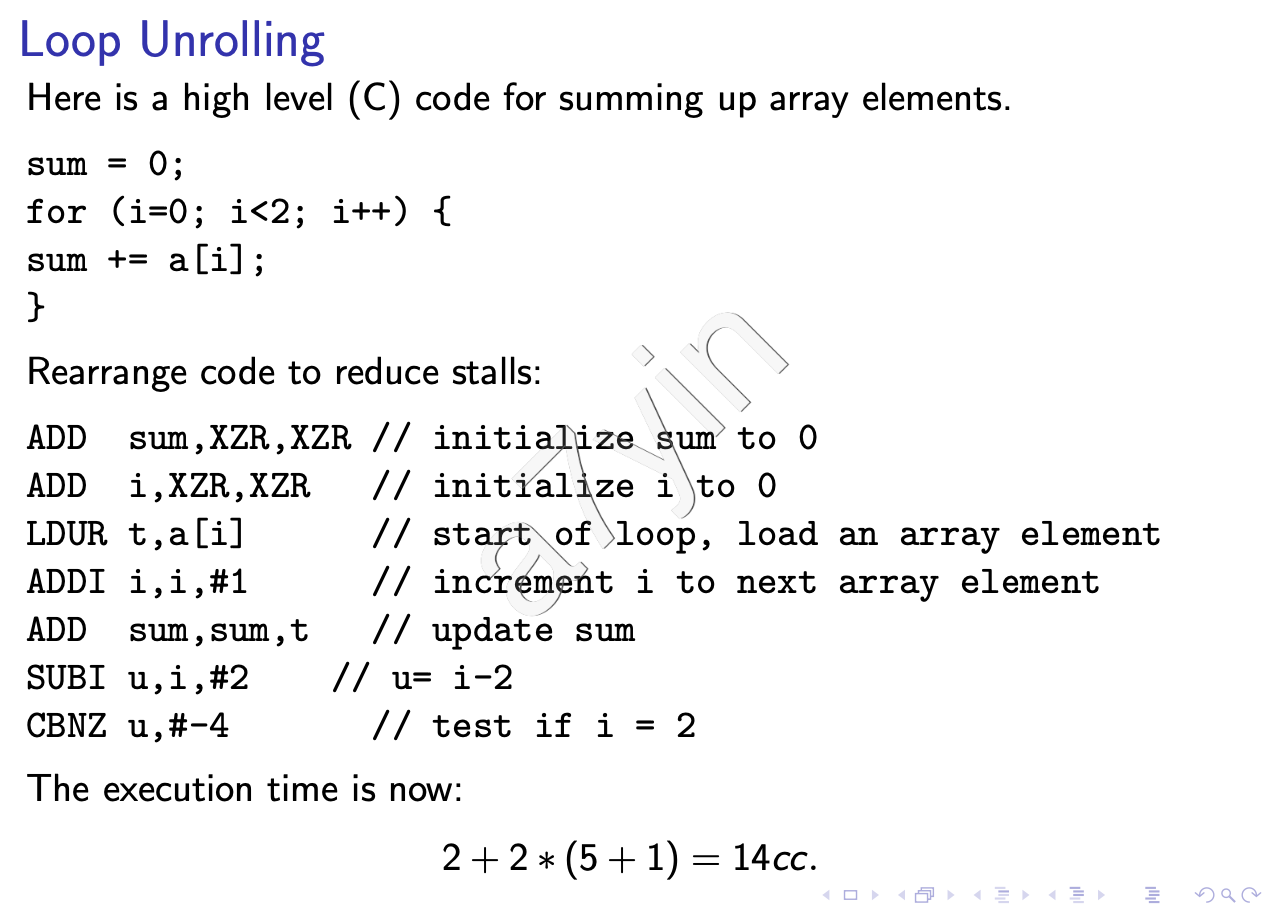 Loop Unrolling
Here is a high level (C) code for summing up array elements.
sum = 0;
for (i=0; i<2; i++) {
sum += a[i];
}
Rearrange code to reduce stalls:
ADD  sum,XZR,XZR // initialize sum to 0
ADD  i,XZR,XZR   // initialize i to 0
LDUR t,a[i]      // start of loop, load an array element
ADDI i,i,#1      // increment i to next array element
ADD  sum,sum,t   // update sum
SUBI u,i,#2    // u= i-2
CBNZ u,#-4       // test if i = 2
The execution time is now:
2 + 2 ∗ (5 + 1) = 14cc.
a7yin